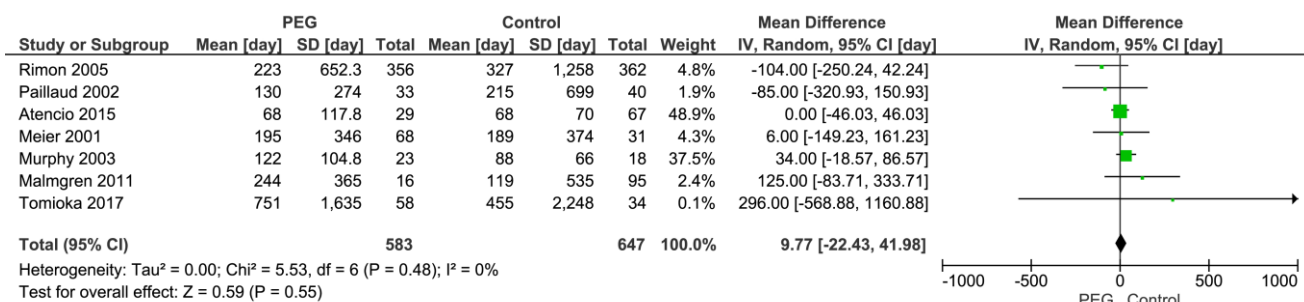 PEG Control Mean Difference Mean Difference
Study or Subgroup Mean [day] SD [day] Total Mean [day] SD [day] Total Weight IV, Random, 95% CI [day] IV, Random, 95% CI [day]
Rimon 2005 223 652.3 356 327 1,258 362 4.8% -104.00 [-250.24, 42.24]
Paillaud 2002 130 274 33 215 699 40 1.9% -85.00 [-320.93, 150.93]
Atencio 2015 68 117.8 29 68 70 67 48.9% 0.00 [-46.03, 46.03]
Meier 2001 195 346 68 189 374 31 4.3% 6.00 [-149.23, 161.23]
Murphy 2003 122 104.8 23 88 66 18 37.5% 34.00 [-18.57, 86.57]
Malmgren 2011 244 365 16 119 535 95 2.4% 125.00 [-83.71, 333.71]
Tomioka 2017 751 1,635 58 455 2,248 34 0.1% 296.00 [-568.88, 1160.88]
Total (95% CI) 583 647 100.0% 9.77 [-22.43, 41.98]
Heterogeneity: Tau² = 0.00; Chi² = 5.53, df = 6 (P = 0.48); I² = 0%
Test for overall effect: Z = 0.59 (P = 0.55)
-1000 -500 0 500 1000
PEG Control